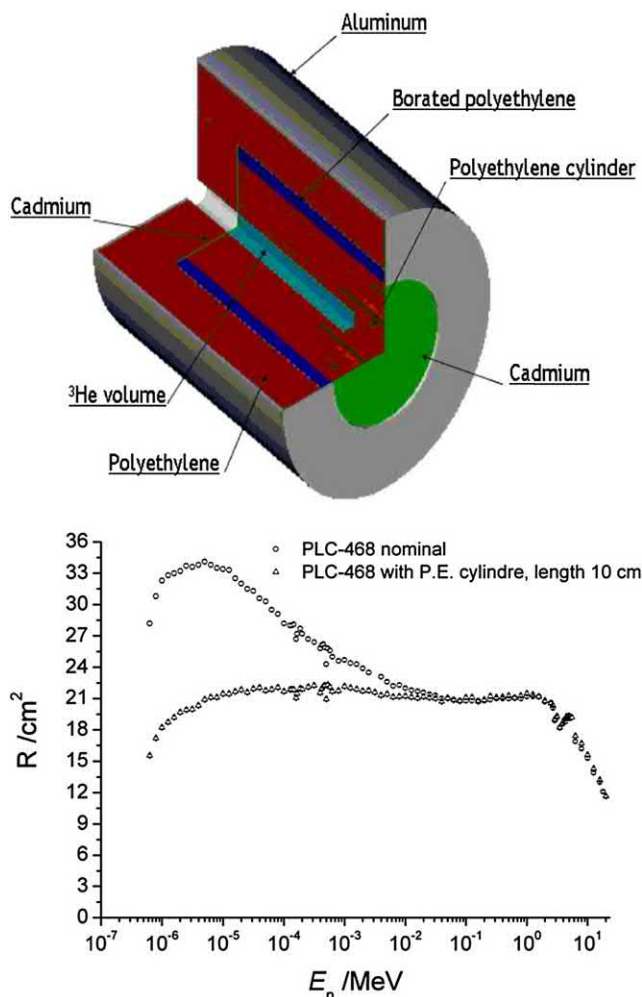 Aluminum
Borated polyethylene
Polyethylene cylinder
Cadmium
Cadmium
³He volume
Polyethylene
PLC-468 nominal
PLC-468 with P.E. cylindre, length 10 cm
R /cm²
36
33
30
27
24
21
18
15
12
9
6
3
0
10⁻⁷ 10⁻⁶ 10⁻⁵ 10⁻⁴ 10⁻³ 10⁻² 10⁻¹ 10⁰ 10¹
Eₙ /MeV